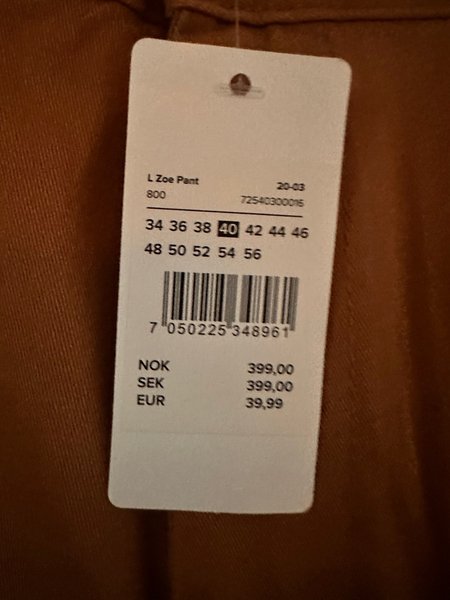 L Zoe Pant 20-03
800 72540300016
34 36 38 40 42 44 46
48 50 52 54 56
7 050225 348961
NOK 399,00
SEK 399,00
EUR 39,99